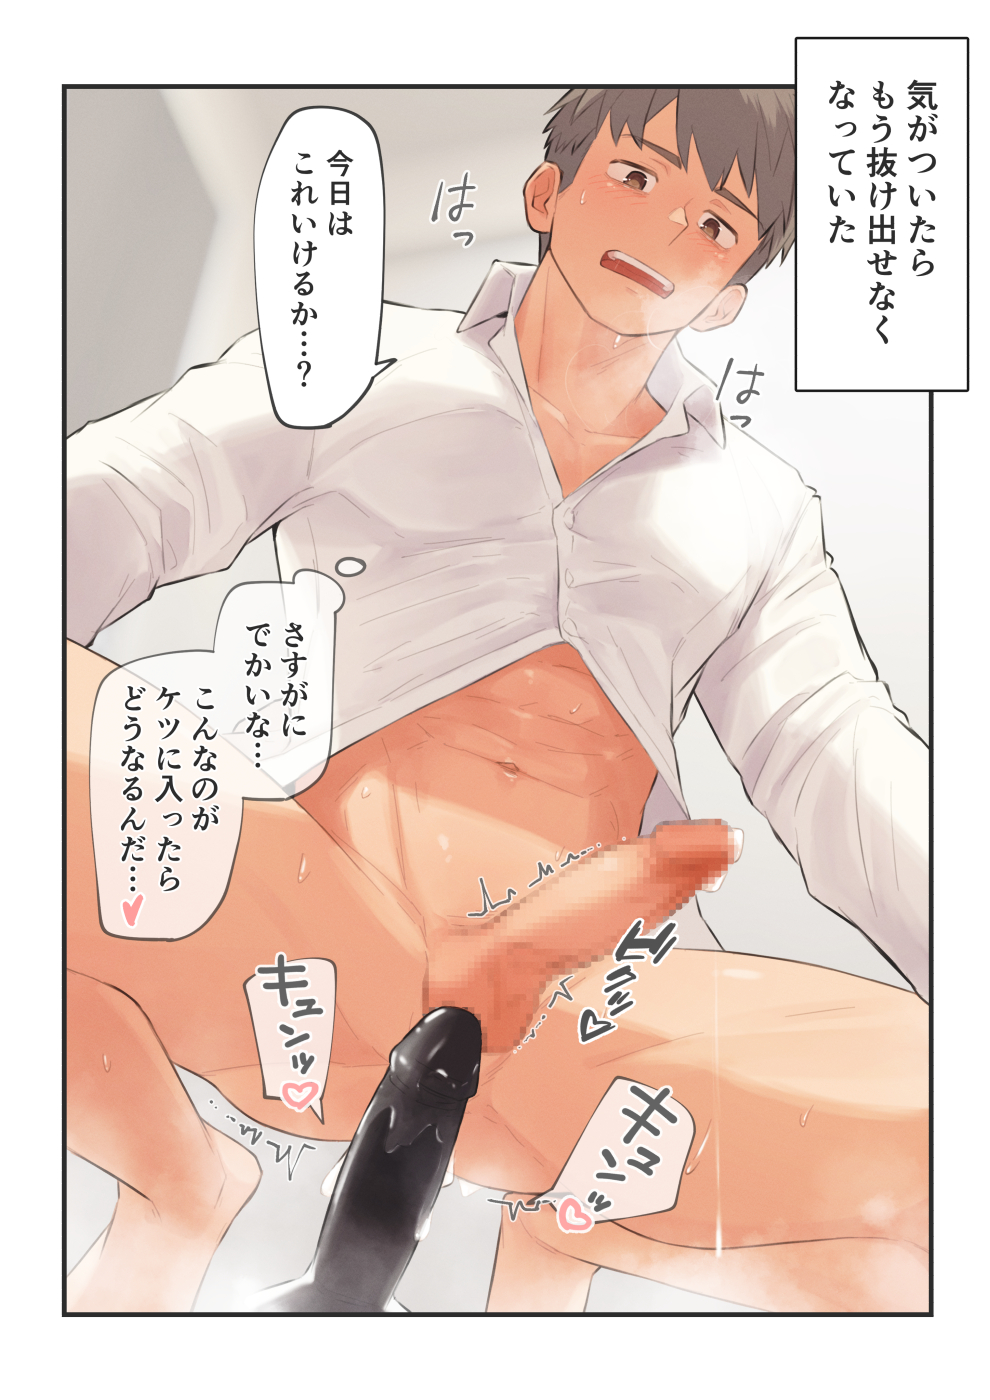 気がついたら
もう抜け出せなく
なっていた
今日は
これいけるか…?
はっ
はっ
さすがに
でかいな…
こんなのが
ケツに入ったら
どうなるんだ…♥
キュンッ♡
キュンッ♡